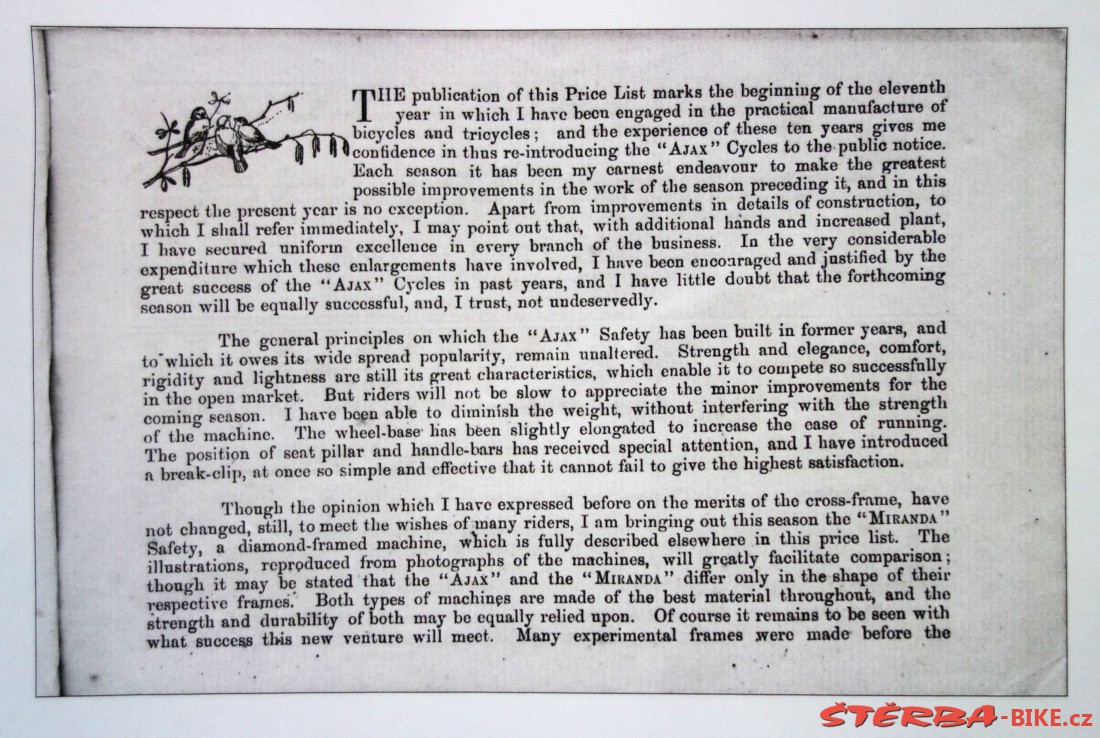 THE publication of this Price List marks the beginning of the eleventh
year in which I have been engaged in the practical manufacture of
bicycles and tricycles; and the experience of these ten years gives me
confidence in thus re-introducing the "AJAX" Cycles to the public notice.
Each season it has been my earnest endeavour to make the greatest
possible improvements in the work of the season preceding it, and in this
respect the present year is no exception. Apart from improvements in details of construction, to
which I shall refer immediately, I may point out that, with additional hands and increased plant,
I have secured uniform excellence in every branch of the business. In the very considerable
expenditure which these enlargements have involved, I have been encouraged and justified by the
great success of the "AJAX" Cycles in past years, and I have little doubt that the forthcoming
season will be equally successful, and, I trust, not undeservedly.
The general principles on which the "AJAX" Safety has been built in former years, and
to which it owes its wide spread popularity, remain unaltered. Strength and elegance, comfort,
rigidity and lightness are still its great characteristics, which enable it to compete so successfully
in the open market. But riders will not be slow to appreciate the minor improvements for the
coming season. I have been able to diminish the weight, without interfering with the strength
of the machine. The wheel-base has been slightly elongated to increase the ease of running.
The position of seat pillar and handle-bars has received special attention, and I have introduced
a break-clip, at once so simple and effective that it cannot fail to give the highest satisfaction.
Though the opinion which I have expressed before on the merits of the cross-frame, have
not changed, still, to meet the wishes of many riders, I am bringing out this season the "MIRANDA"
Safety, a diamond-framed machine, which is fully described elsewhere in this price list. The
illustrations, reproduced from photographs of the machines, will greatly facilitate comparison;
though it may be stated that the "AJAX" and the "MIRANDA" differ only in the shape of their
respective frames. Both types of machines are made of the best material throughout, and the
strength and durability of both may be equally relied upon. Of course it remains to be seen with
what success this new venture will meet. Many experimental frames were made before the
ŠTĚRBA-BIKE.cz